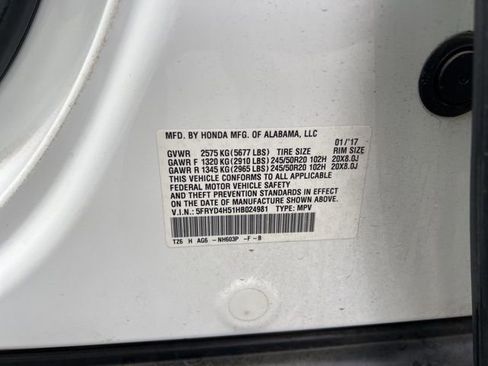 MFD. BY HONDA MFG. OF ALABAMA, LLC 01/'17
GVWR 2575 KG (5677 LBS) TIRE SIZE RIM SIZE
GAWR F 1320 KG (2910 LBS) 245/50R20 102H 20X8.0J
GAWR R 1345 KG (2965 LBS) 245/50R20 102H 20X8.0J
THIS VEHICLE CONFORMS TO ALL APPLICABLE
FEDERAL MOTOR VEHICLE SAFETY
AND THEFT PREVENTION STANDARDS IN
EFFECT ON THE DATE OF MANUFACTURE
DATE OF MANUFACTURE SHOWN ABOVE.
V.I.N.: 5FRYD4H51HB024981 TYPE: MPV
TZ6 H AG6 -NH603P -F -B